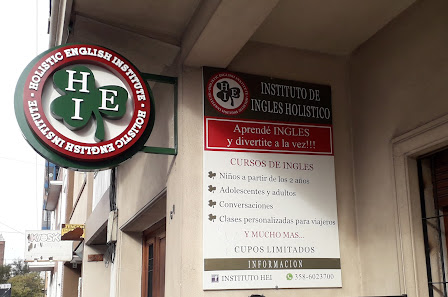 HOLISTIC ENGLISH INSTITUTE
HOLISTIC ENGLISH INSTITUTE
H
E
I
INSTITUTO DE
INGLES HOLISTICO
H
E
I
Aprendé INGLES
y divertite a la vez!!!
CURSOS DE INGLES
Niños a partir de los 2 años
Adolescentes y adultos
Conversaciones
Clases personalizadas para viajeros
Y MUCHO MAS...
CUPOS LIMITADOS
INFORMACION
INSTITUTO HEI
358-6023700